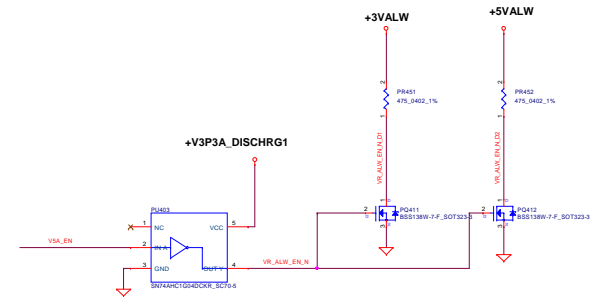 +3VALW
+5VALW
2
PR451
475_0402_1%
1
2
PR452
475_0402_1%
1
+V3P3A_DISCHRG1
VR_ALW_EN_N_D1
VR_ALW_EN_N_D2
PU403
1
NC
VCC
5
V5A_EN
2
IN A
3
GND
OUT Y
4
VR_ALW_EN_N
SN74AHC1G04DCKR_SC70-5
1
2
PQ411
BSS138W-7-F_SOT323-3
3
1
2
PQ412
BSS138W-7-F_SOT323-3
3